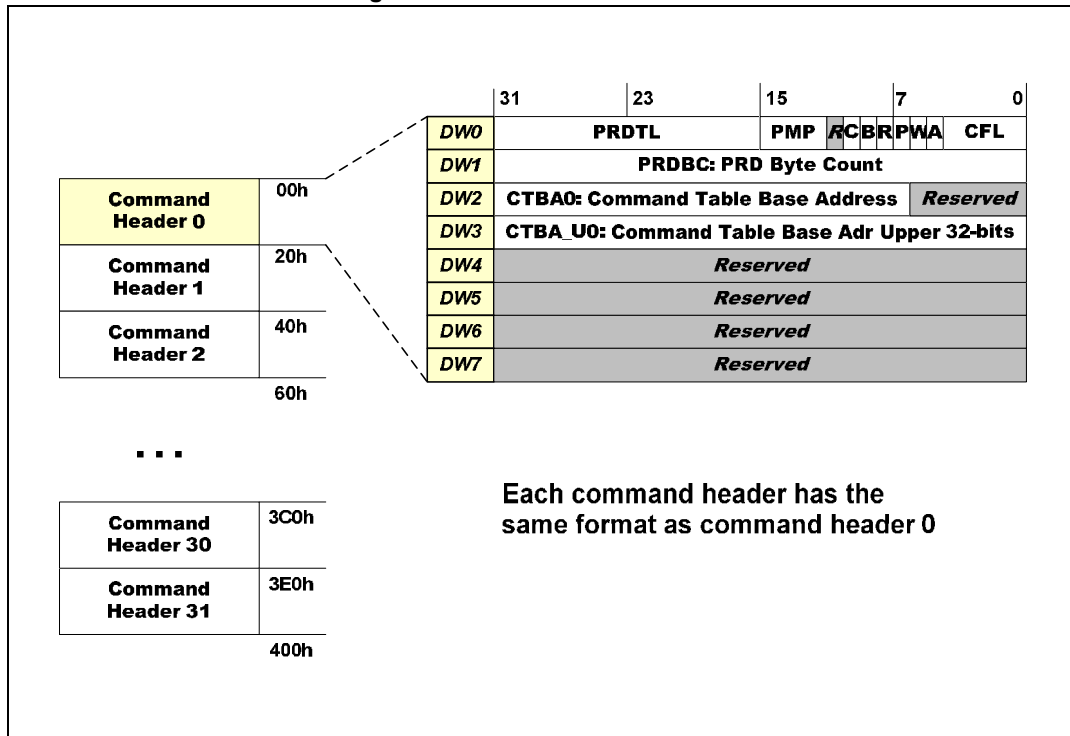 31 23 15 7 0
DW0 PRDTL PMP R C B R P W A CFL
DW1 PRDBC: PRD Byte Count
DW2 CTBA0: Command Table Base Address Reserved
DW3 CTBA_U0: Command Table Base Adr Upper 32-bits
DW4 Reserved
DW5 Reserved
DW6 Reserved
DW7 Reserved
Command
Header 0
00h
Command
Header 1
20h
Command
Header 2
40h
60h
...
Command
Header 30
3C0h
Command
Header 31
3E0h
400h
Each command header has the
same format as command header 0